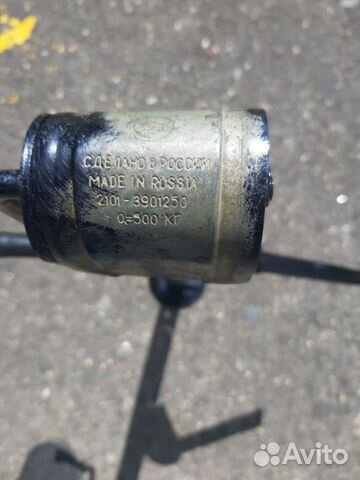 СДЕЛАНО В РОССИИ
MADE IN RUSSIA
2101-3901250
Q=500 КГ
Avito